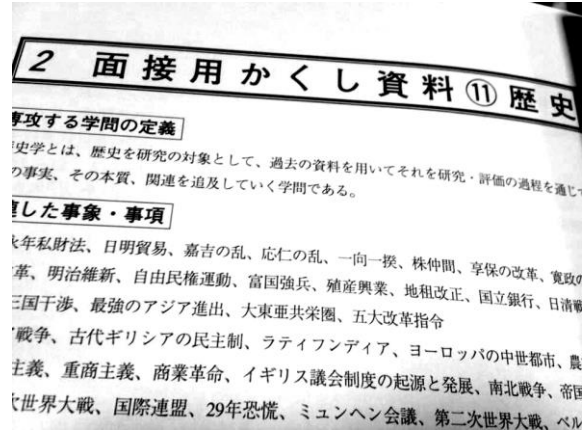 2 面接用かくし資料⑪歴史
専攻する学問の定義
史学とは、歴史を研究の対象として、過去の資料を用いてそれを研究・評価の過程を通じ
の事実、その本質、関連を追及していく学問である。
した事象・事項
永年私財法、日明貿易、嘉吉の乱、応仁の乱、一向一揆、株仲間、享保の改革、寛政の
革、明治維新、自由民権運動、富国強兵、殖産興業、地租改正、国立銀行、日清戦
三国干渉、最強のアジア進出、大東亜共栄圏、五大改革指令
戦争、古代ギリシアの民主制、ラティフンディア、ヨーロッパの中世都市、農
主義、重商主義、商業革命、イギリス議会制度の起源と発展、南北戦争、帝国
次世界大戦、国際連盟、29年恐慌、ミュンヘン会議、第二次世界大戦、ベル